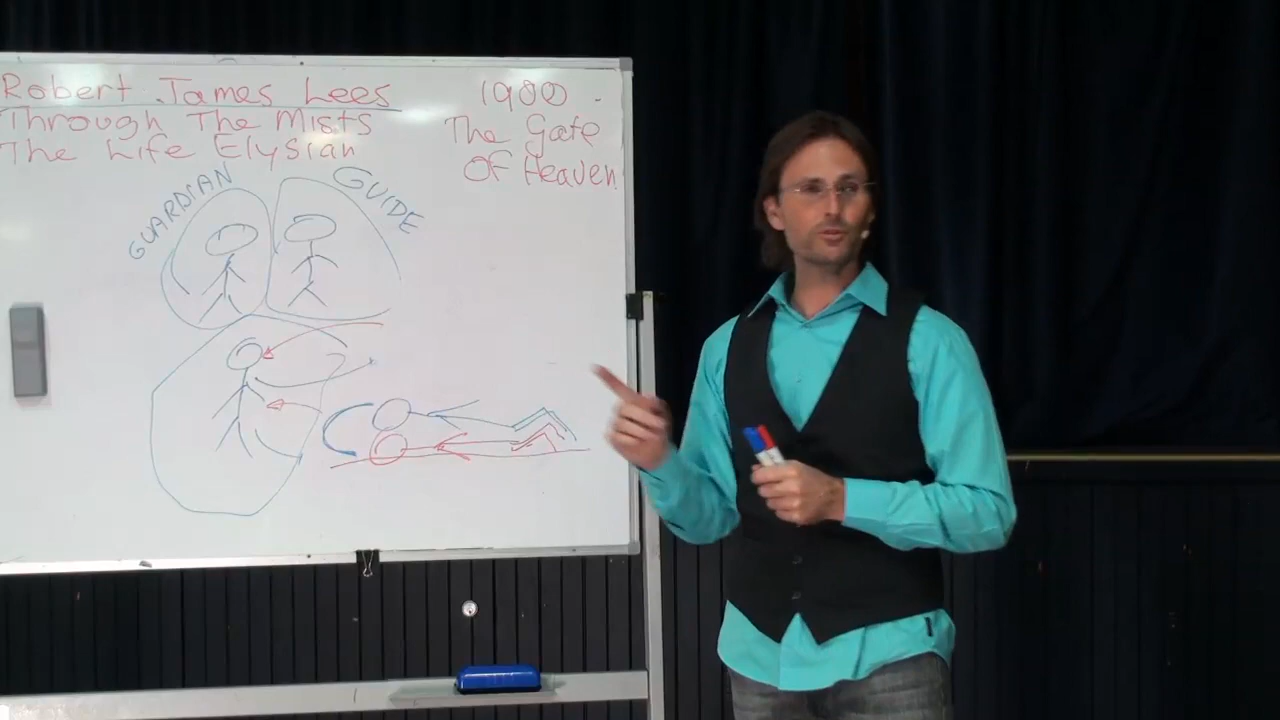 Robert James Lees
Through The Mists
The Life Elysian
1900
The Gate
Of Heaven
GUARDIAN
GUIDE